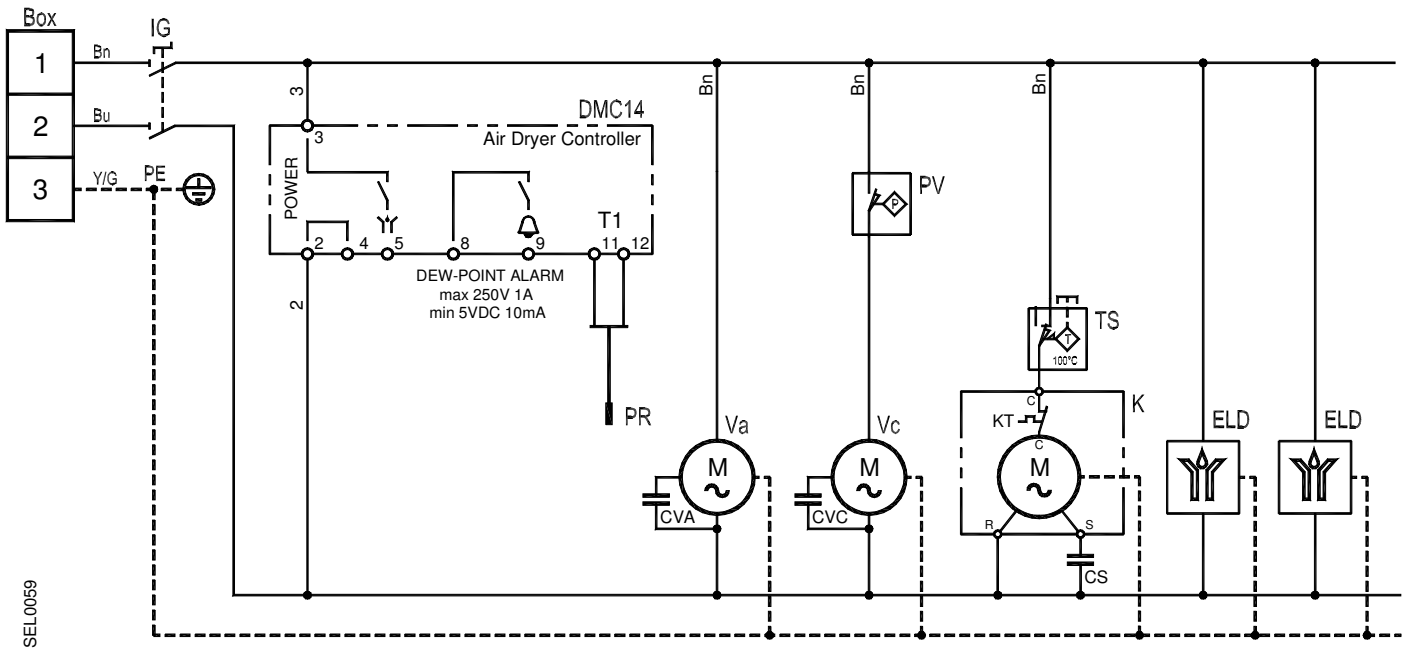 Box
IG
1
Bn
2
Bu
3
Y/G
PE
3
DMC14
3
Air Dryer Controller
POWER
T1
2
4
5
8
9
11
12
DEW-POINT ALARM
max 250V 1A
min 5VDC 10mA
2
PR
Bn
Va
M
CVA
Bn
PV
P
Vc
M
CVC
Bn
TS
T
100°C
C
K
KT
C
M
R
S
CS
ELD
ELD
SEL0059